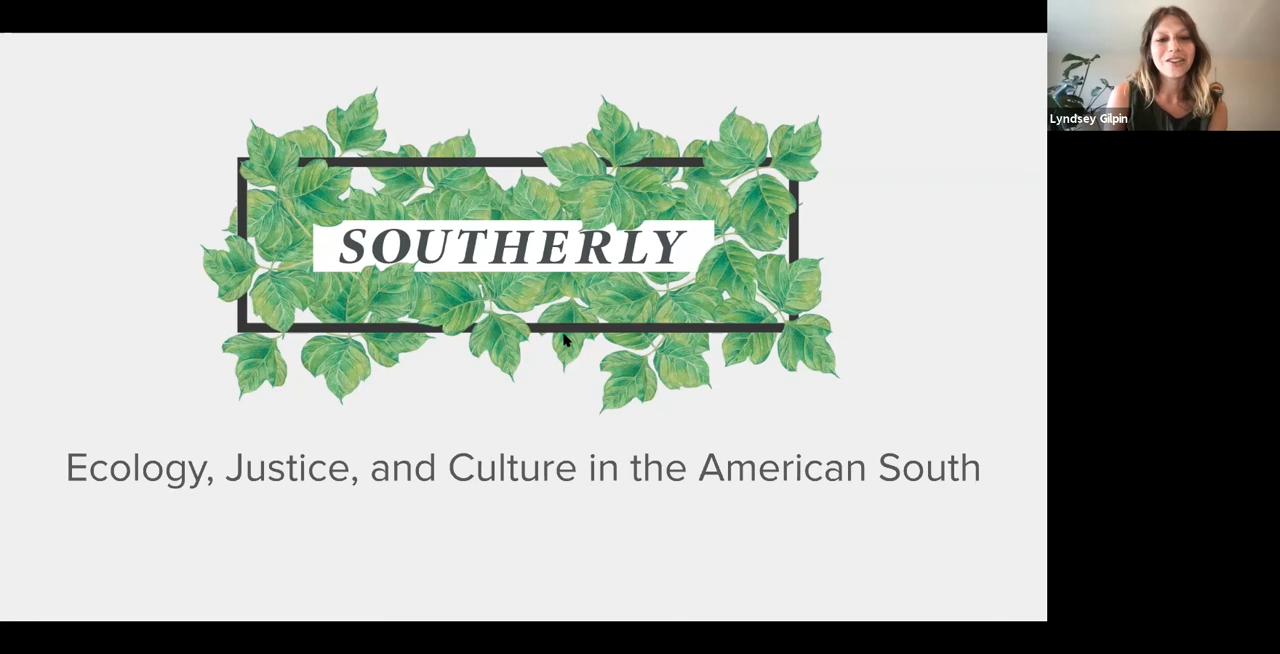 SOUTHERLY
Ecology, Justice, and Culture in the American South
Lyndsey Gilpin